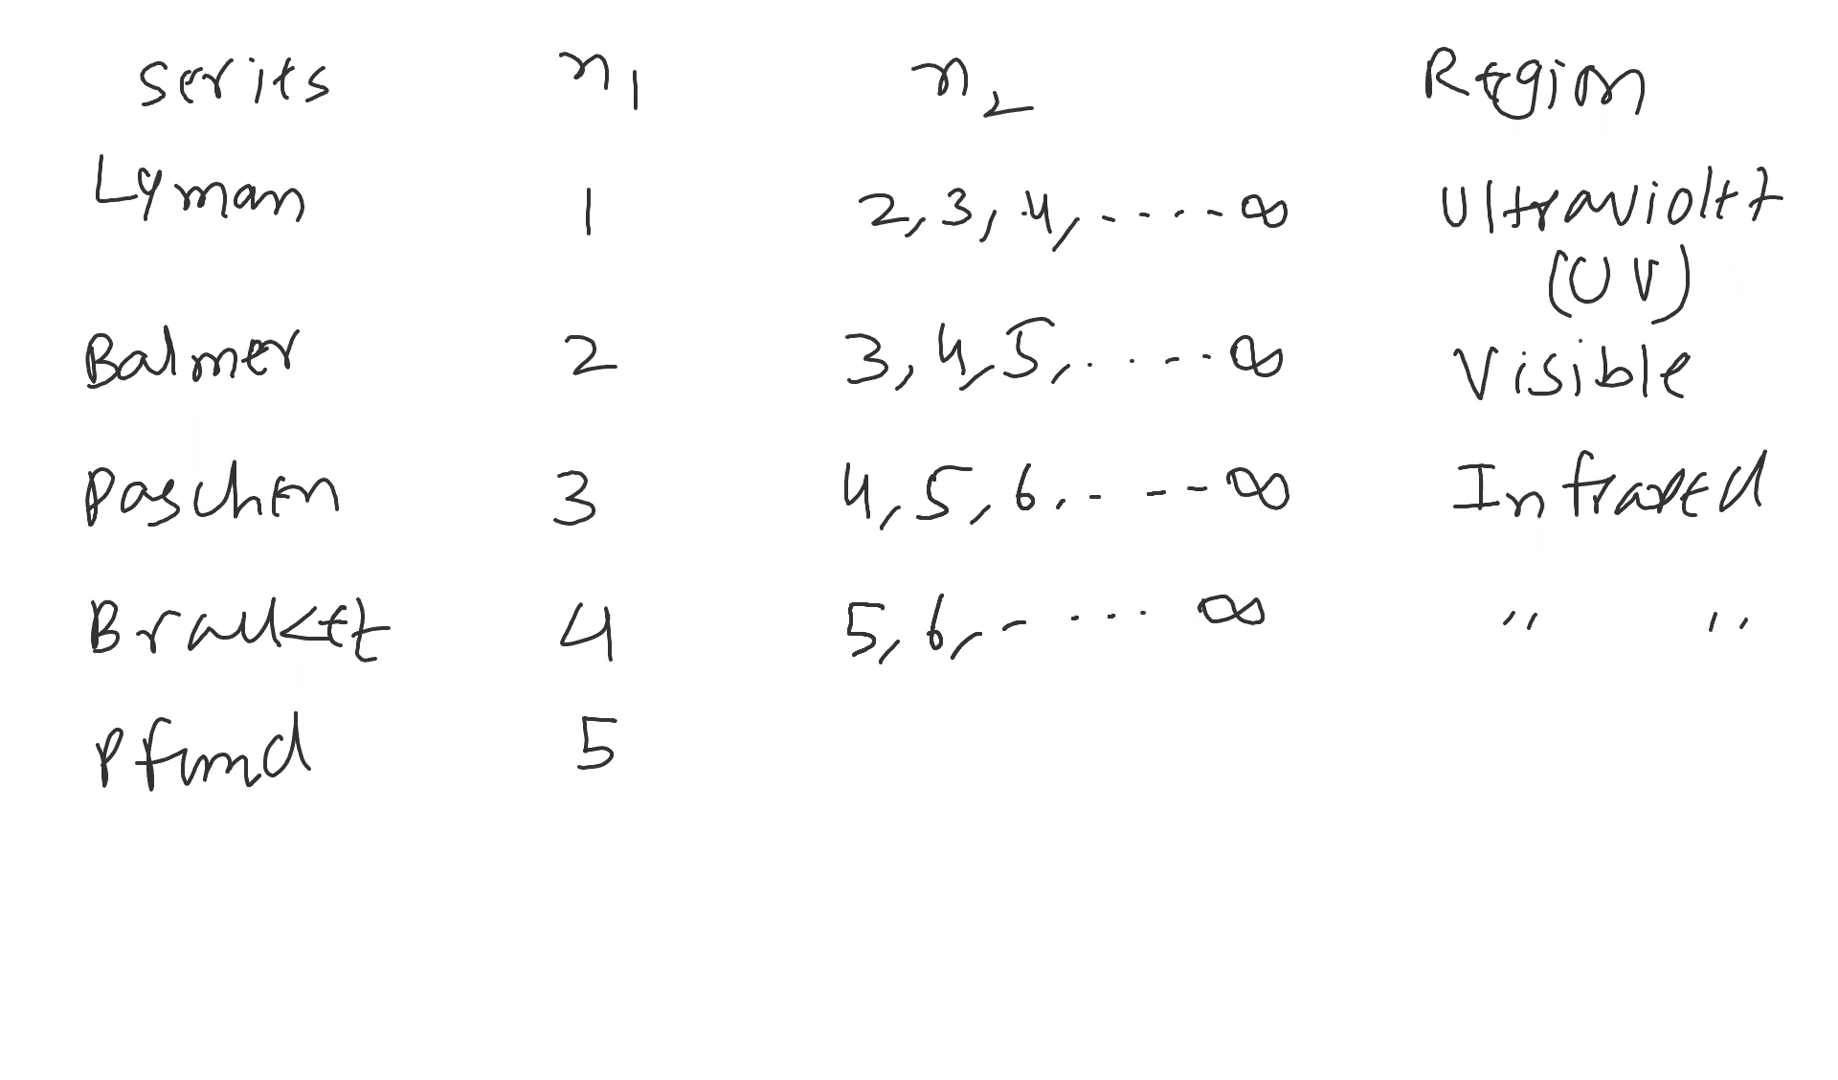 Series n1 n2 Region
Lyman 1 2, 3, 4, ..... ∞ Ultraviolet
(UV)
Balmer 2 3, 4, 5, ..... ∞ Visible
Paschen 3 4, 5, 6, .---- ∞ Infrared
Brackett 4 5, 6, -.... ∞ " "
Pfund 5